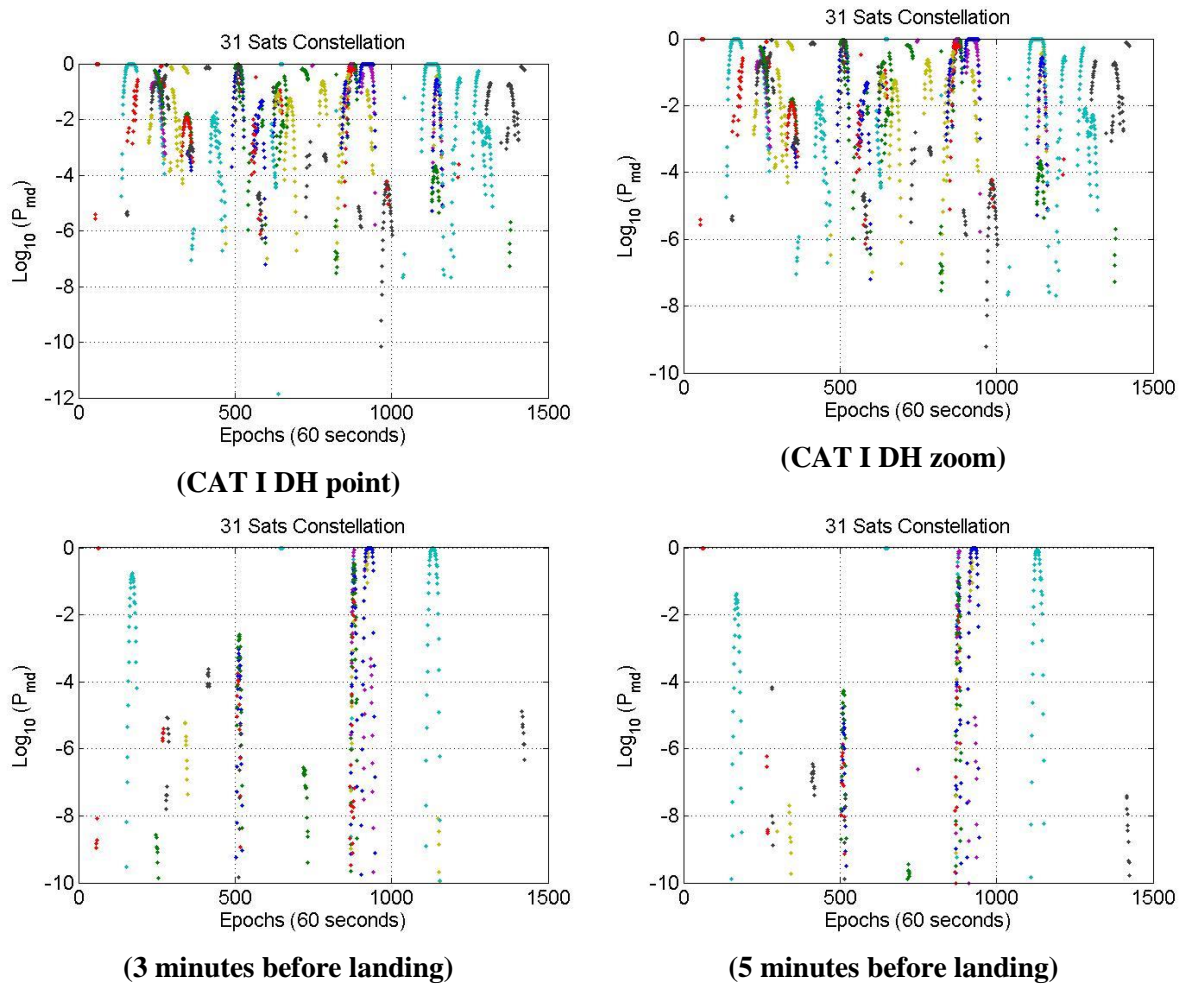 31 Sats Constellation
0
-2
-4
-6
-8
-10
-12
Log10 (Pmd)
0
500
1000
1500
Epochs (60 seconds)
(CAT I DH point)
31 Sats Constellation
0
-2
-4
-6
-8
-10
Log10 (Pmd)
0
500
1000
1500
Epochs (60 seconds)
(CAT I DH zoom)
31 Sats Constellation
0
-2
-4
-6
-8
-10
Log10 (Pmd)
0
500
1000
1500
Epochs (60 seconds)
(3 minutes before landing)
31 Sats Constellation
0
-2
-4
-6
-8
-10
Log10 (Pmd)
0
500
1000
1500
Epochs (60 seconds)
(5 minutes before landing)